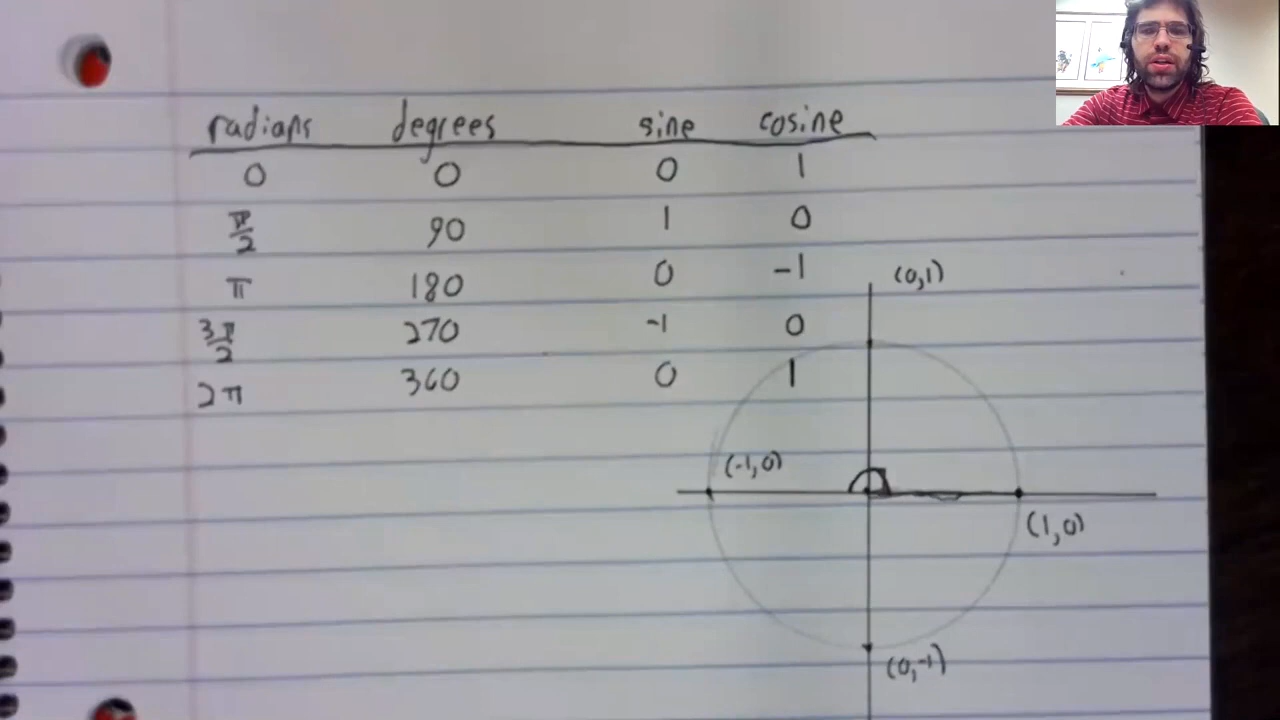 radians degrees sine cosine
0 0 0 1
π/2 90 1 0
π 180 0 -1
3π/2 270 -1 0
2π 360 0 1
(0,1)
(-1,0)
(1,0)
(0,-1)